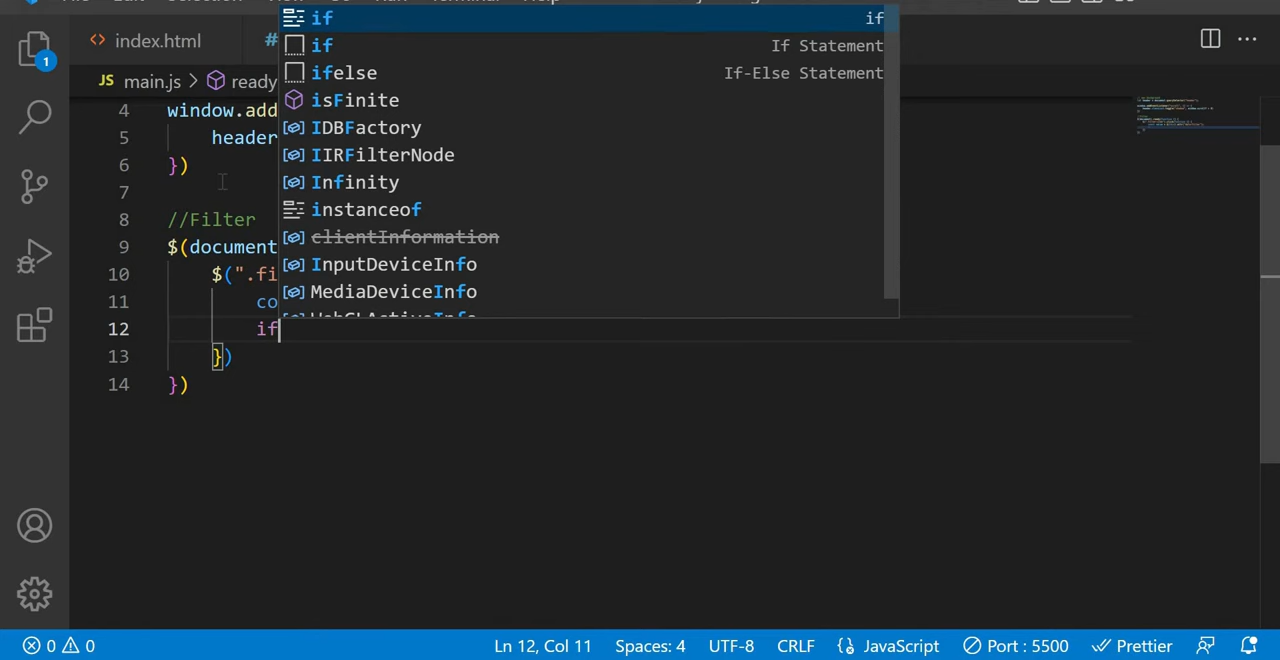 if if
index.html #
if If Statement
ifelse If-Else Statement
JS main.js > ready
isFinite
4 window.add
IDBFactory
5 header
IIRFilterNode
6 })
Infinity
7
instanceof
8 //Filter
clientInformation
9 $(document
InputDeviceInfo
10 $(".fi
MediaDeviceInfo
11 co
12 if
13 })
14 })
1
0 0 Ln 12, Col 11 Spaces: 4 UTF-8 CRLF {} JavaScript Port : 5500 Prettier